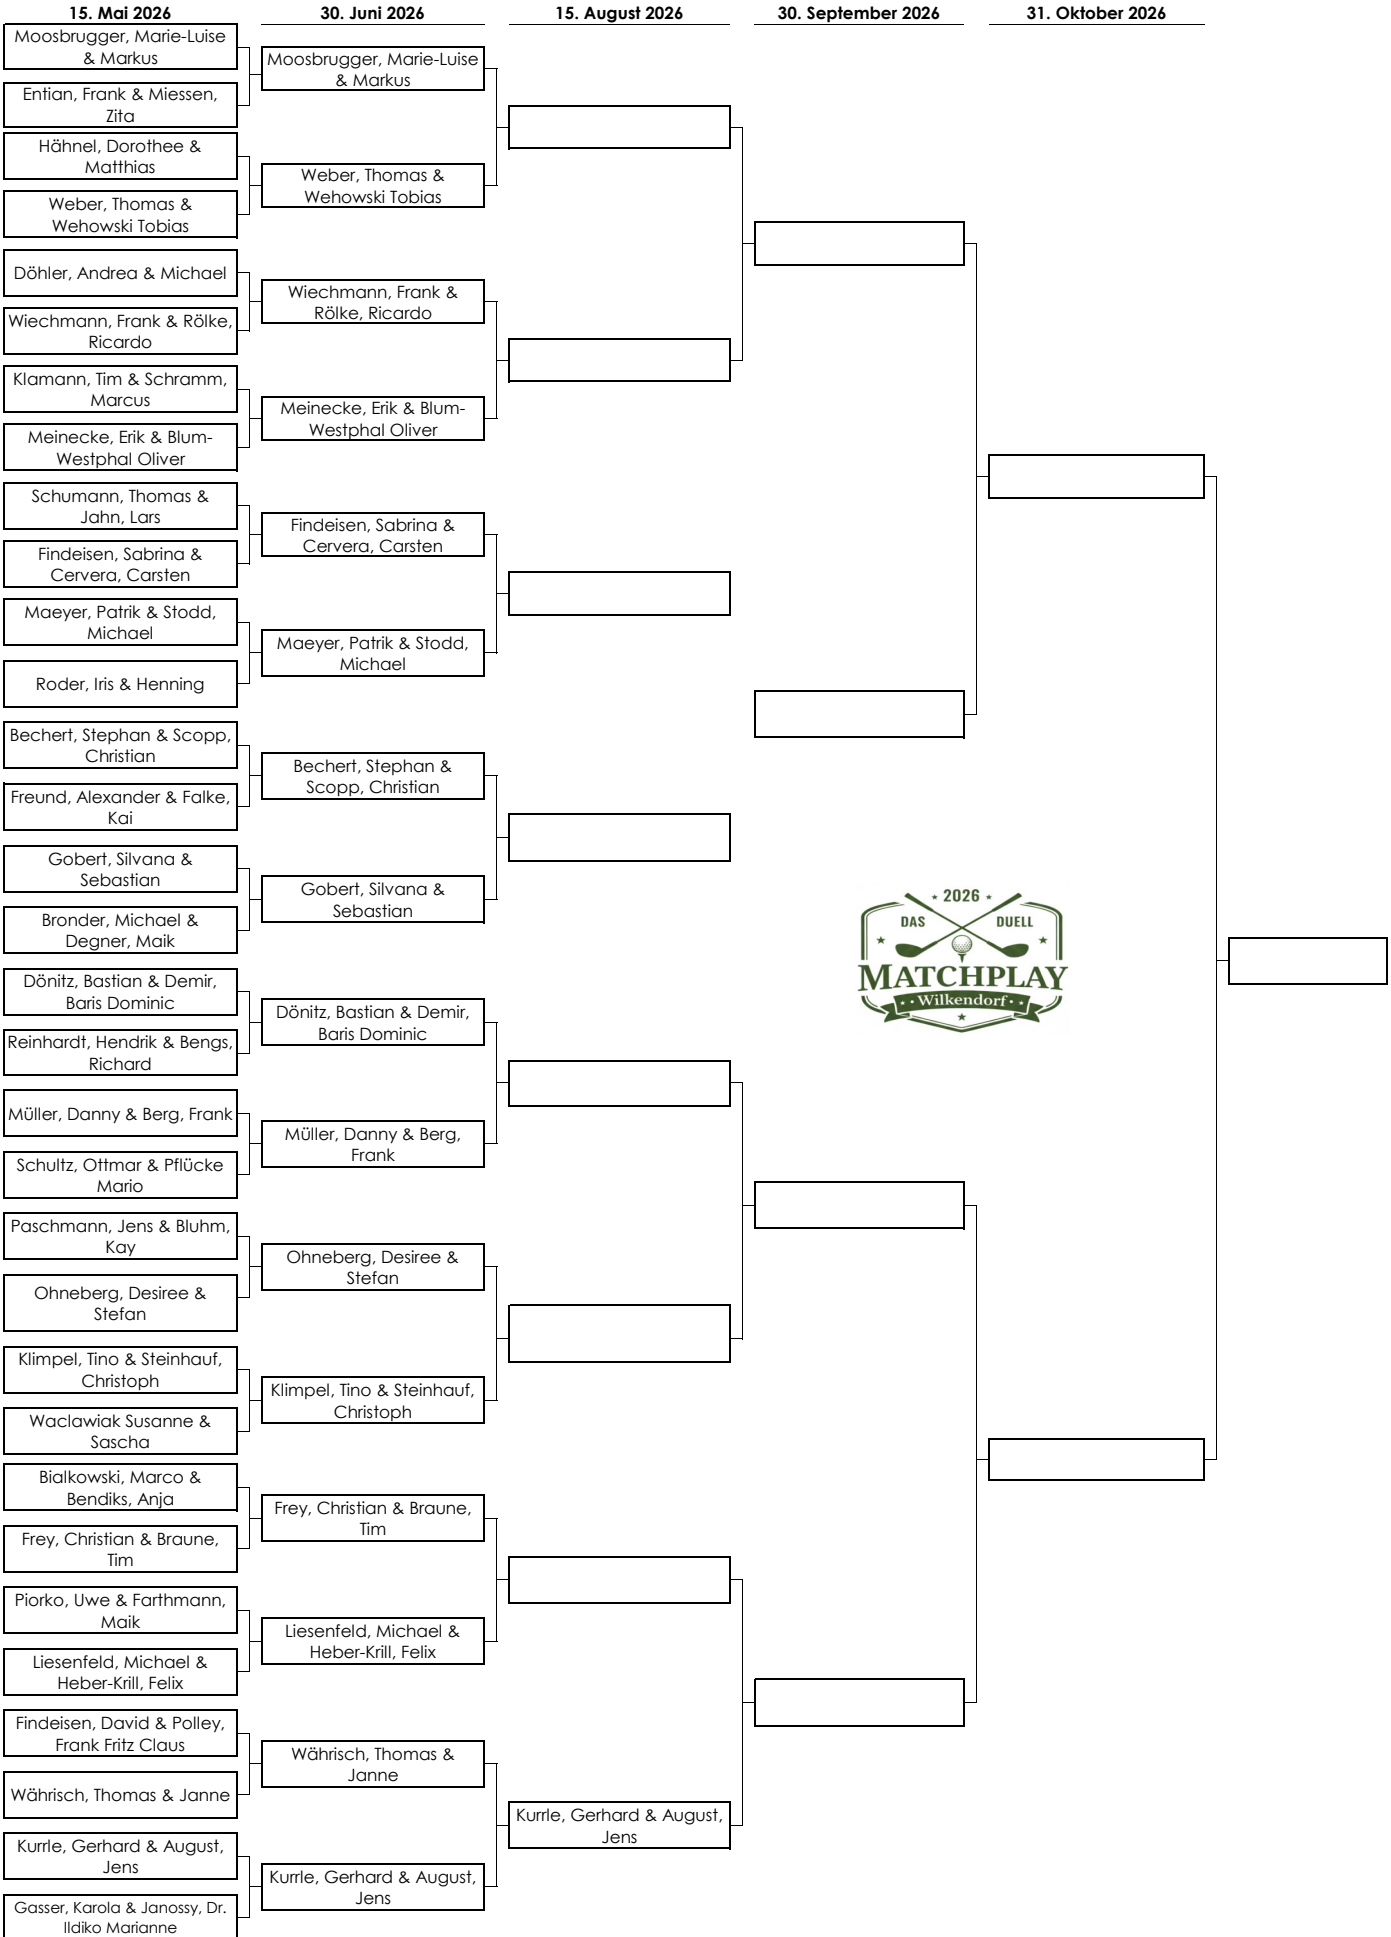 15. Mai 2026
30. Juni 2026
15. August 2026
30. September 2026
31. Oktober 2026
Moosbrugger, Marie-Luise
& Markus
Entian, Frank & Miessen,
Zita
Hähnel, Dorothee &
Matthias
Weber, Thomas &
Wehowski Tobias
Döhler, Andrea & Michael
Wiechmann, Frank & Rölke,
Ricardo
Klamann, Tim & Schramm,
Marcus
Meinecke, Erik & Blum-
Westphal Oliver
Schumann, Thomas &
Jahn, Lars
Findeisen, Sabrina &
Cervera, Carsten
Maeyer, Patrik & Stodd,
Michael
Roder, Iris & Henning
Bechert, Stephan & Scopp,
Christian
Freund, Alexander & Falke,
Kai
Gobert, Silvana &
Sebastian
Bronder, Michael &
Degner, Maik
Dönitz, Bastian & Demir,
Baris Dominic
Reinhardt, Hendrik & Bengs,
Richard
Müller, Danny & Berg, Frank
Schultz, Ottmar & Pflücke
Mario
Paschmann, Jens & Bluhm,
Kay
Ohneberg, Desiree &
Stefan
Klimpel, Tino & Steinhauf,
Christoph
Waclawiak Susanne &
Sascha
Bialkowski, Marco &
Bendiks, Anja
Frey, Christian & Braune,
Tim
Piorko, Uwe & Farthmann,
Maik
Liesenfeld, Michael &
Heber-Krill, Felix
Findeisen, David & Polley,
Frank Fritz Claus
Währisch, Thomas & Janne
Kurrle, Gerhard & August,
Jens
Gasser, Karola & Janossy, Dr.
Ildiko Marianne
Moosbrugger, Marie-Luise
& Markus
Weber, Thomas &
Wehowski Tobias
Wiechmann, Frank &
Rölke, Ricardo
Meinecke, Erik & Blum-
Westphal Oliver
Findeisen, Sabrina &
Cervera, Carsten
Maeyer, Patrik & Stodd,
Michael
Bechert, Stephan &
Scopp, Christian
Gobert, Silvana &
Sebastian
Dönitz, Bastian & Demir,
Baris Dominic
Müller, Danny & Berg,
Frank
Ohneberg, Desiree &
Stefan
Klimpel, Tino & Steinhauf,
Christoph
Frey, Christian & Braune,
Tim
Liesenfeld, Michael &
Heber-Krill, Felix
Währisch, Thomas &
Janne
Kurrle, Gerhard & August,
Jens
Kurrle, Gerhard & August,
Jens
2026
DAS DUELL
MATCHPLAY
Wilkendorf